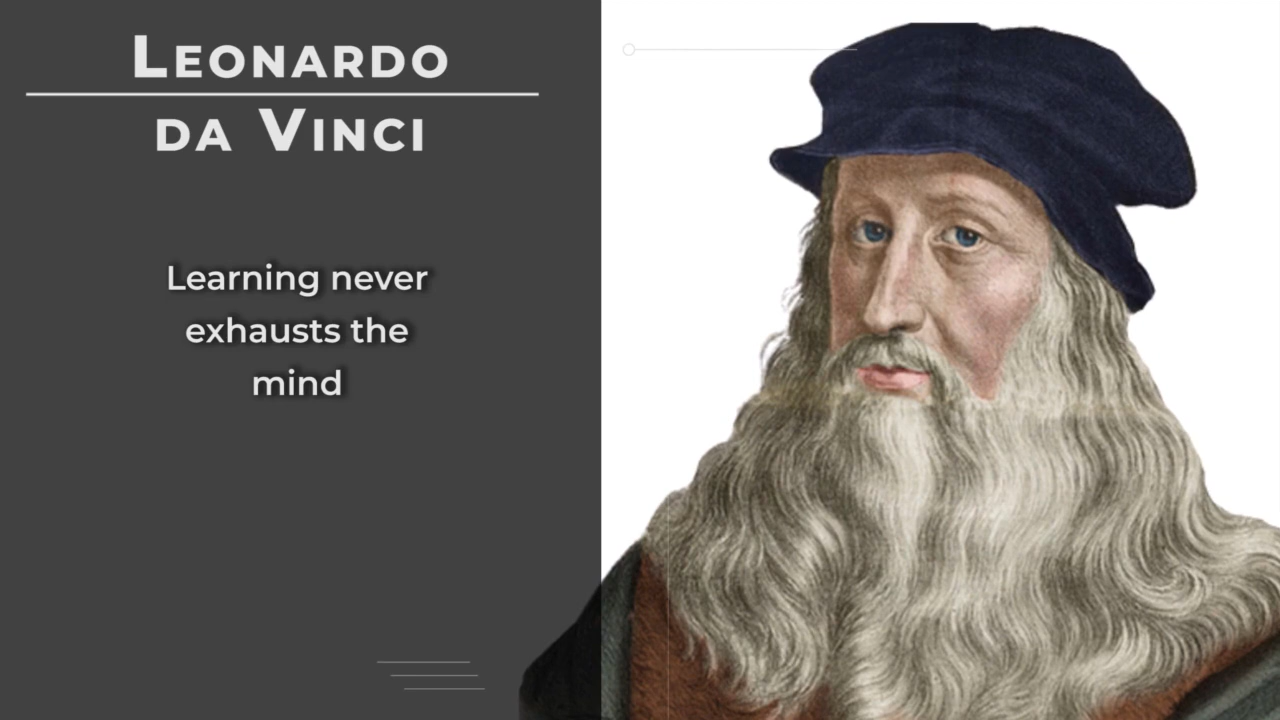 Leonardo
da Vinci
Learning never
exhausts the
mind